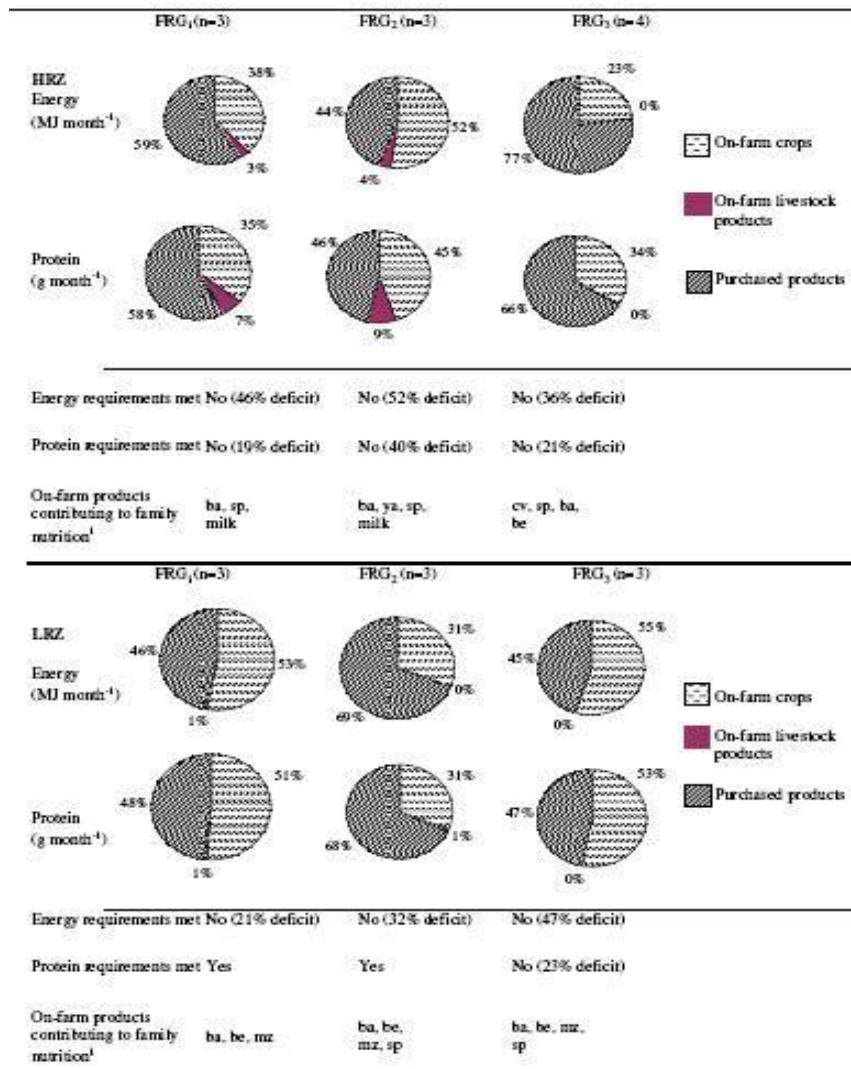 FRG1(n=3) FRG2(n=3) FRG3(n=4)
HRZ
Energy
(MJ month-1)
38%
59%
3%
44%
52%
4%
23%
0%
77%
On-farm crops
On-farm livestock
products
Purchased products
Protein
(g month-1)
35%
58%
7%
46%
45%
9%
34%
66%
0%
Energy requirements met No (46% deficit) No (52% deficit) No (36% deficit)
Protein requirements met No (19% deficit) No (40% deficit) No (21% deficit)
On-farm products
contributing to family
nutrition1
ba, sp,
milk
ba, ya, sp,
milk
cv, sp, ba,
be
FRG1(n=3) FRG2(n=3) FRG3(n=3)
LRZ
Energy
(MJ month-1)
46%
53%
1%
31%
0%
69%
55%
45%
0%
On-farm crops
On-farm livestock
products
Purchased products
Protein
(g month-1)
51%
48%
1%
31%
1%
68%
53%
47%
0%
Energy requirements met No (21% deficit) No (32% deficit) No (47% deficit)
Protein requirements met Yes Yes No (23% deficit)
On-farm products
contributing to family
nutrition1
ba, be, mz
ba, be,
mz, sp
ba, be, mz,
sp